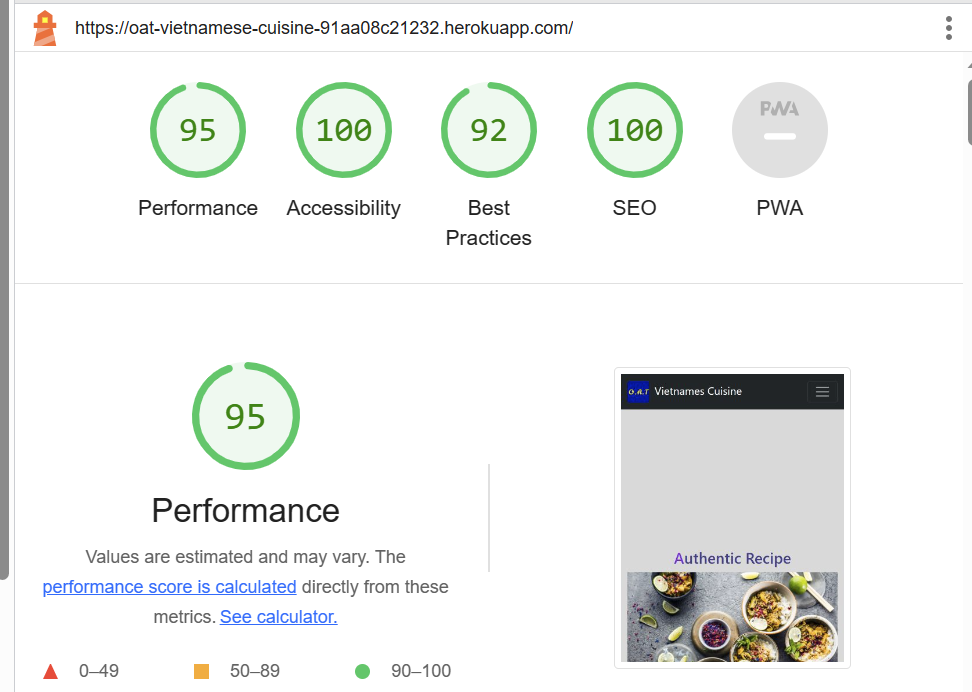 https://oat-vietnamese-cuisine-91aa08c21232.herokuapp.com/
95
100
92
100
PWA
Performance
Accessibility
Best
Practices
SEO
PWA
95
Performance
Values are estimated and may vary. The
performance score is calculated directly from these
metrics. See calculator.
0–49
50–89
90–100
O.A.T Vietnames Cuisine
Authentic Recipe